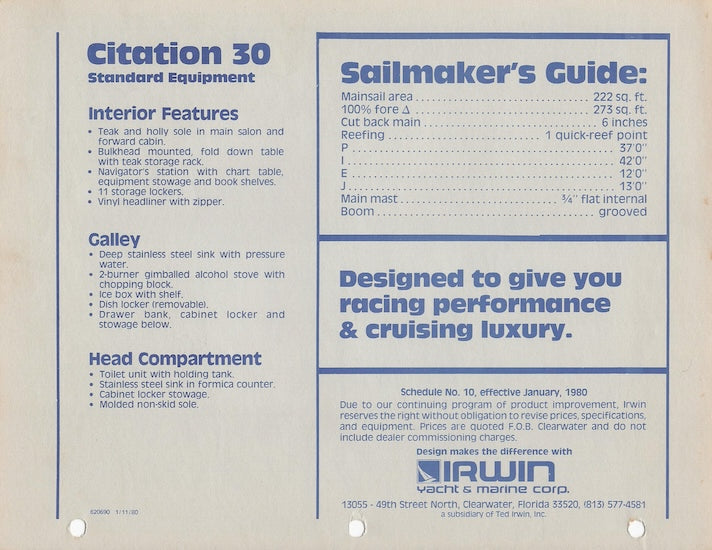 Citation 30
Standard Equipment
Interior Features
• Teak and holly sole in main salon and
forward cabin.
• Bulkhead mounted, fold down table
with teak storage rack.
• Navigator's station with chart table,
equipment stowage and book shelves.
• 11 storage lockers.
• Vinyl headliner with zipper.
Galley
• Deep stainless steel sink with pressure
water.
• 2-burner gimballed alcohol stove with
chopping block.
• Ice box with shelf.
• Dish locker (removable).
• Drawer bank, cabinet locker and
stowage below.
Head Compartment
• Toilet unit with holding tank.
• Stainless steel sink in formica counter.
• Cabinet locker stowage.
• Molded non-skid sole.
620690 1/11/80
Sailmaker's Guide:
Mainsail area 222 sq. ft.
100% fore Δ 273 sq. ft.
Cut back main 6 inches
Reefing 1 quick-reef point
P 37'0"
I 42'0"
E 12'0"
J 13'0"
Main mast ¾" flat internal
Boom grooved
Designed to give you
racing performance
& cruising luxury.
Schedule No. 10, effective January, 1980
Due to our continuing program of product improvement, Irwin
reserves the right without obligation to revise prices, specifications,
and equipment. Prices are quoted F.O.B. Clearwater and do not
include dealer commissioning charges.
Design makes the difference with
IRWIN
yacht & marine corp.
13055 - 49th Street North, Clearwater, Florida 33520, (813) 577-4581
a subsidiary of Ted Irwin, Inc.